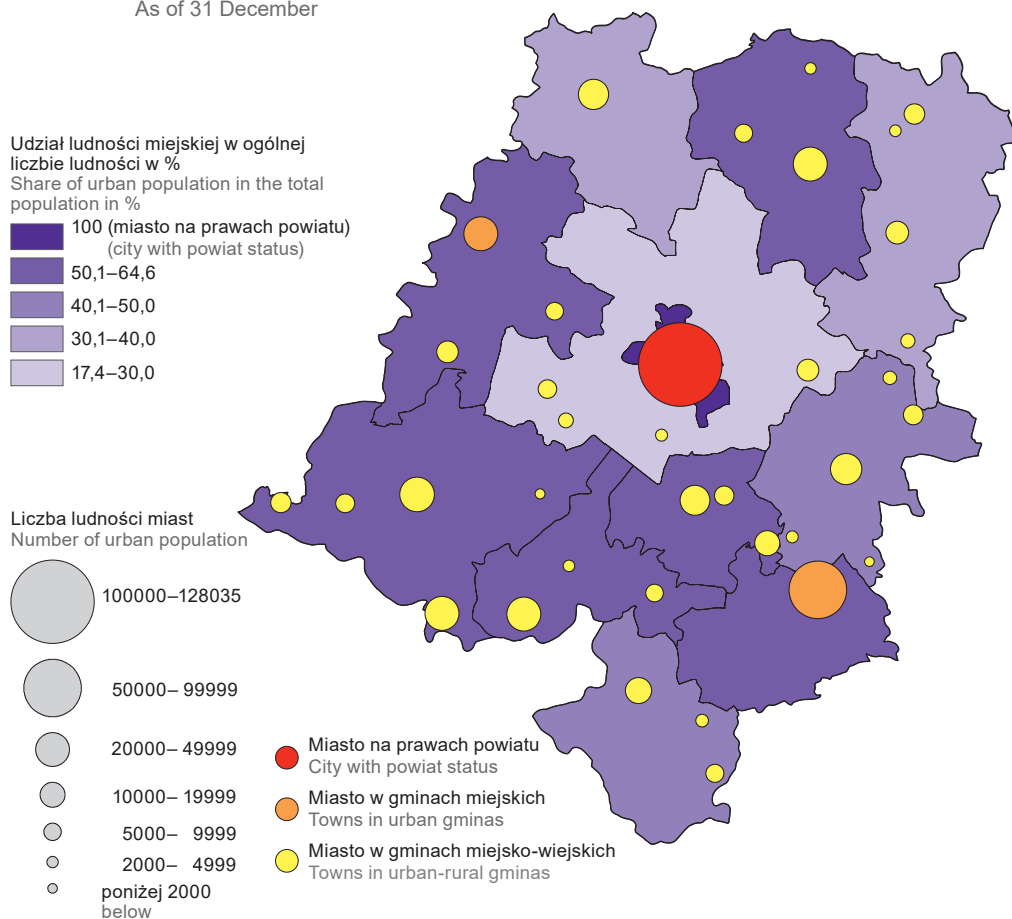 As of 31 December
Udział ludności miejskiej w ogólnej
liczbie ludności w %
Share of urban population in the total
population in %
100 (miasto na prawach powiatu)
(city with powiat status)
50,1–64,6
40,1–50,0
30,1–40,0
17,4–30,0
Liczba ludności miast
Number of urban population
100000–128035
50000– 99999
20000– 49999
10000– 19999
5000– 9999
2000– 4999
poniżej 2000
below
Miasto na prawach powiatu
City with powiat status
Miasto w gminach miejskich
Towns in urban gminas
Miasto w gminach miejsko-wiejskich
Towns in urban-rural gminas